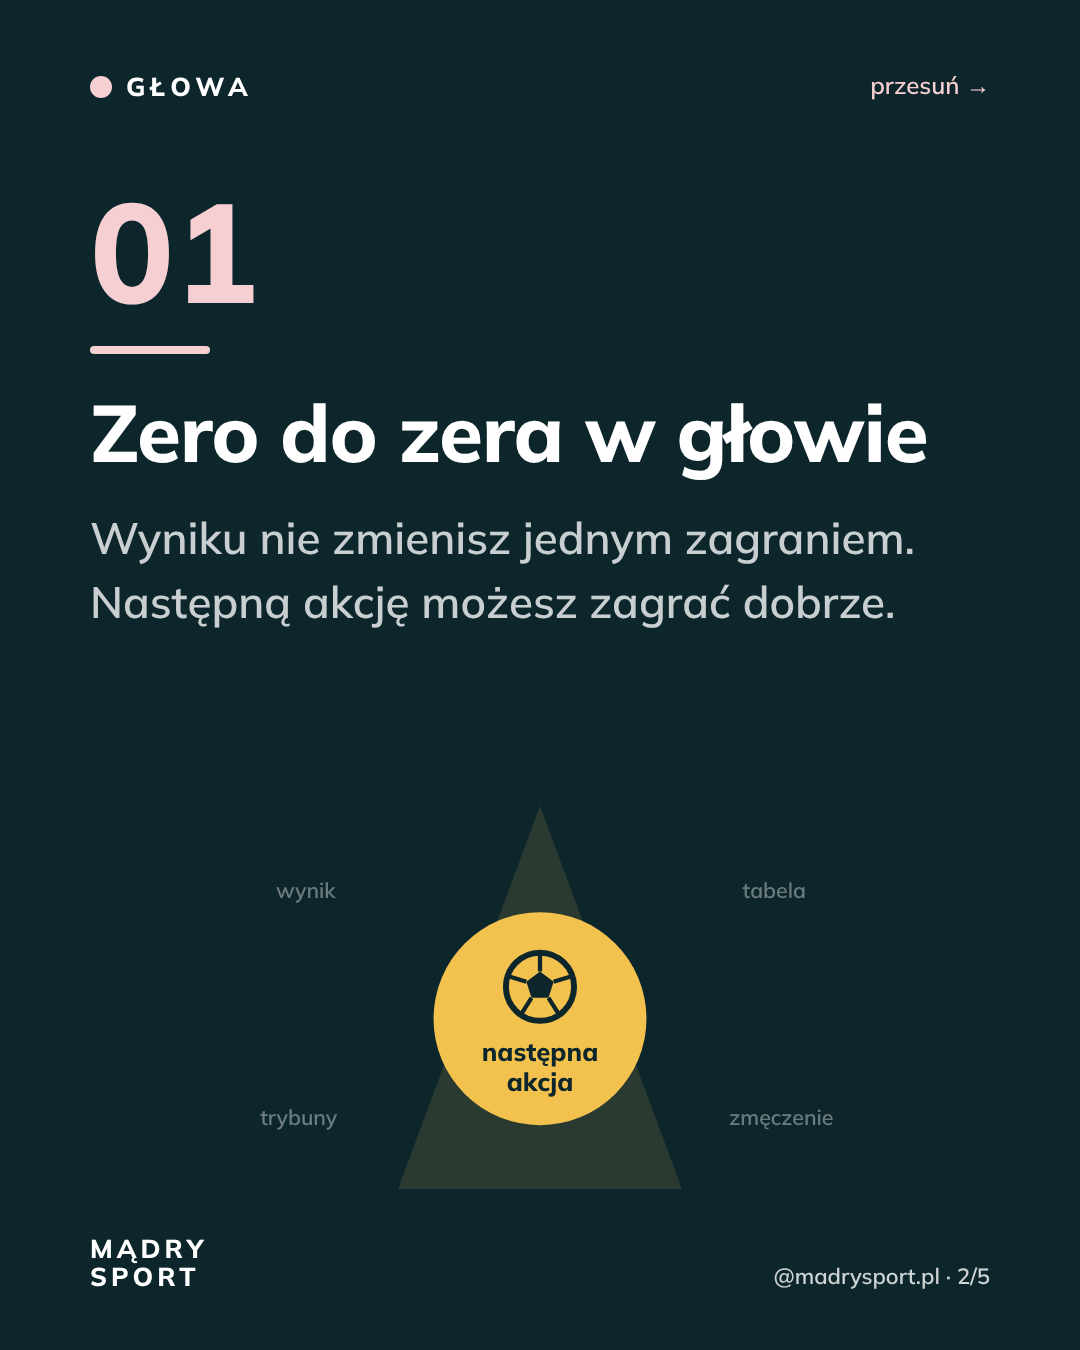 GŁOWA
przesuń →
01
Zero do zera w głowie
Wyniku nie zmienisz jednym zagraniem.
Następną akcję możesz zagrać dobrze.
wynik
tabela
następna
akcja
trybuny
zmęczenie
MĄDRY
SPORT
@madrysport.pl · 2/5